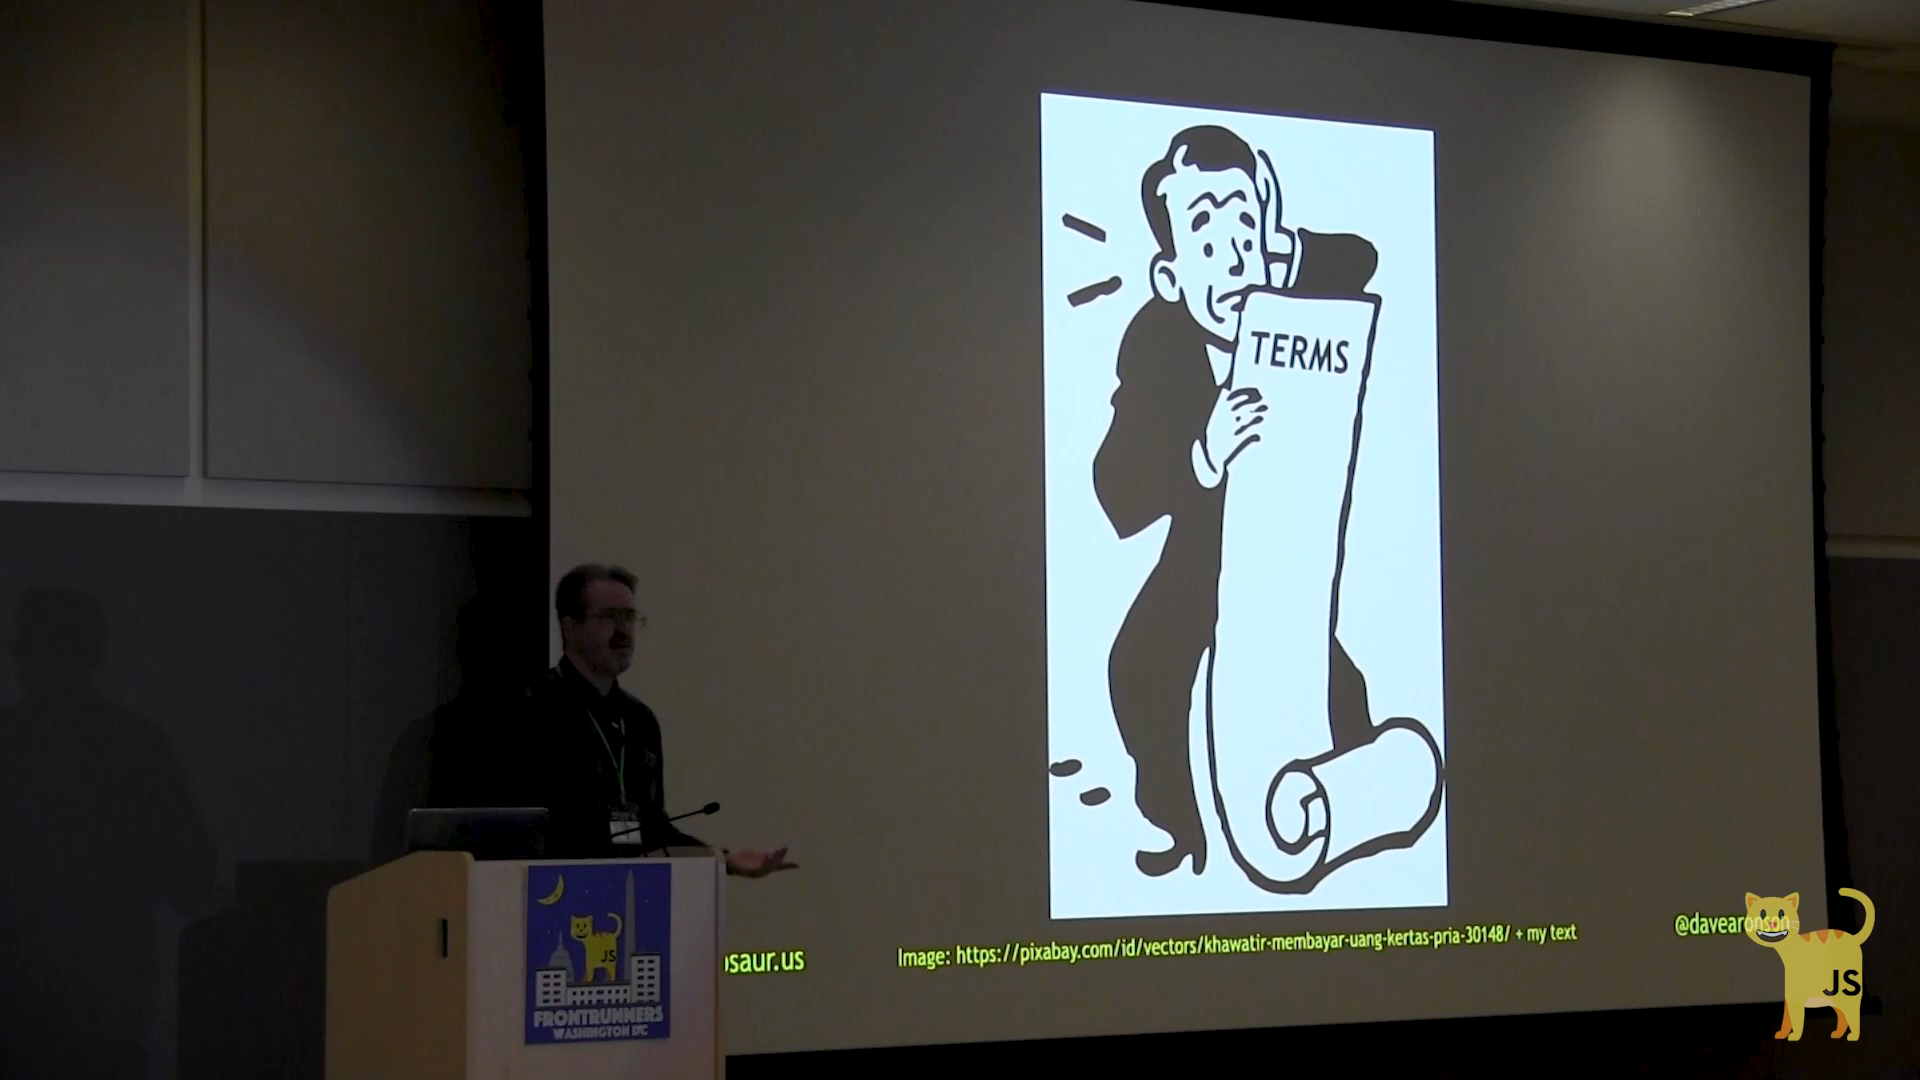 TERMS
saur.us
Image: https://pixabay.com/id/vectors/khawatir-membayar-uang-kertas-pria-30148/ + my text
@davearonson
JS
JS
FRONTRUNNERS
WASHINGTON DC